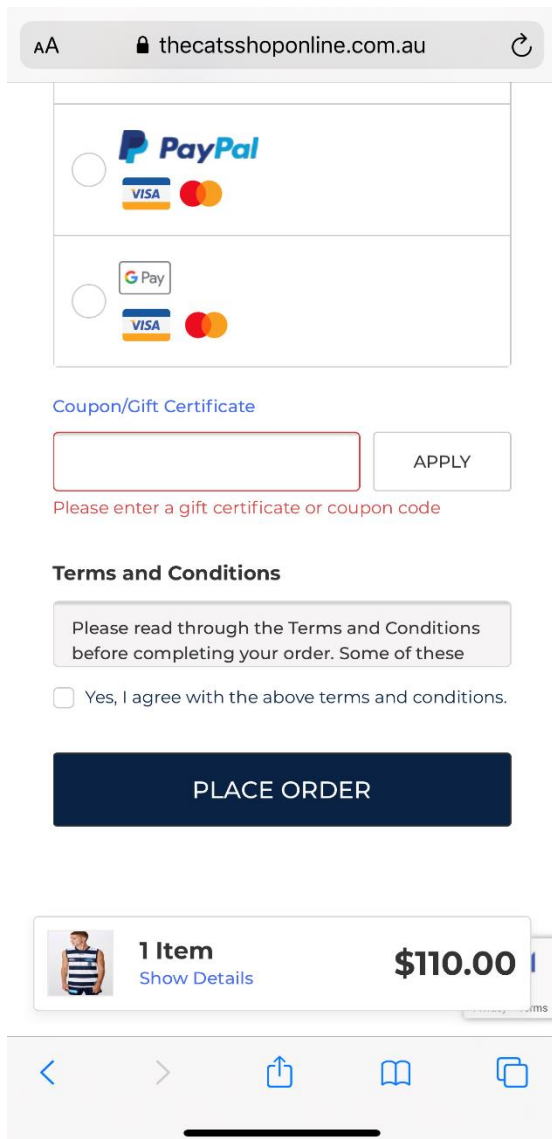 AA thecatsshoponline.com.au
PayPal
VISA
G Pay
VISA
Coupon/Gift Certificate
APPLY
Please enter a gift certificate or coupon code
Terms and Conditions
Please read through the Terms and Conditions
before completing your order. Some of these
Yes, I agree with the above terms and conditions.
PLACE ORDER
1 Item
$110.00
Show Details